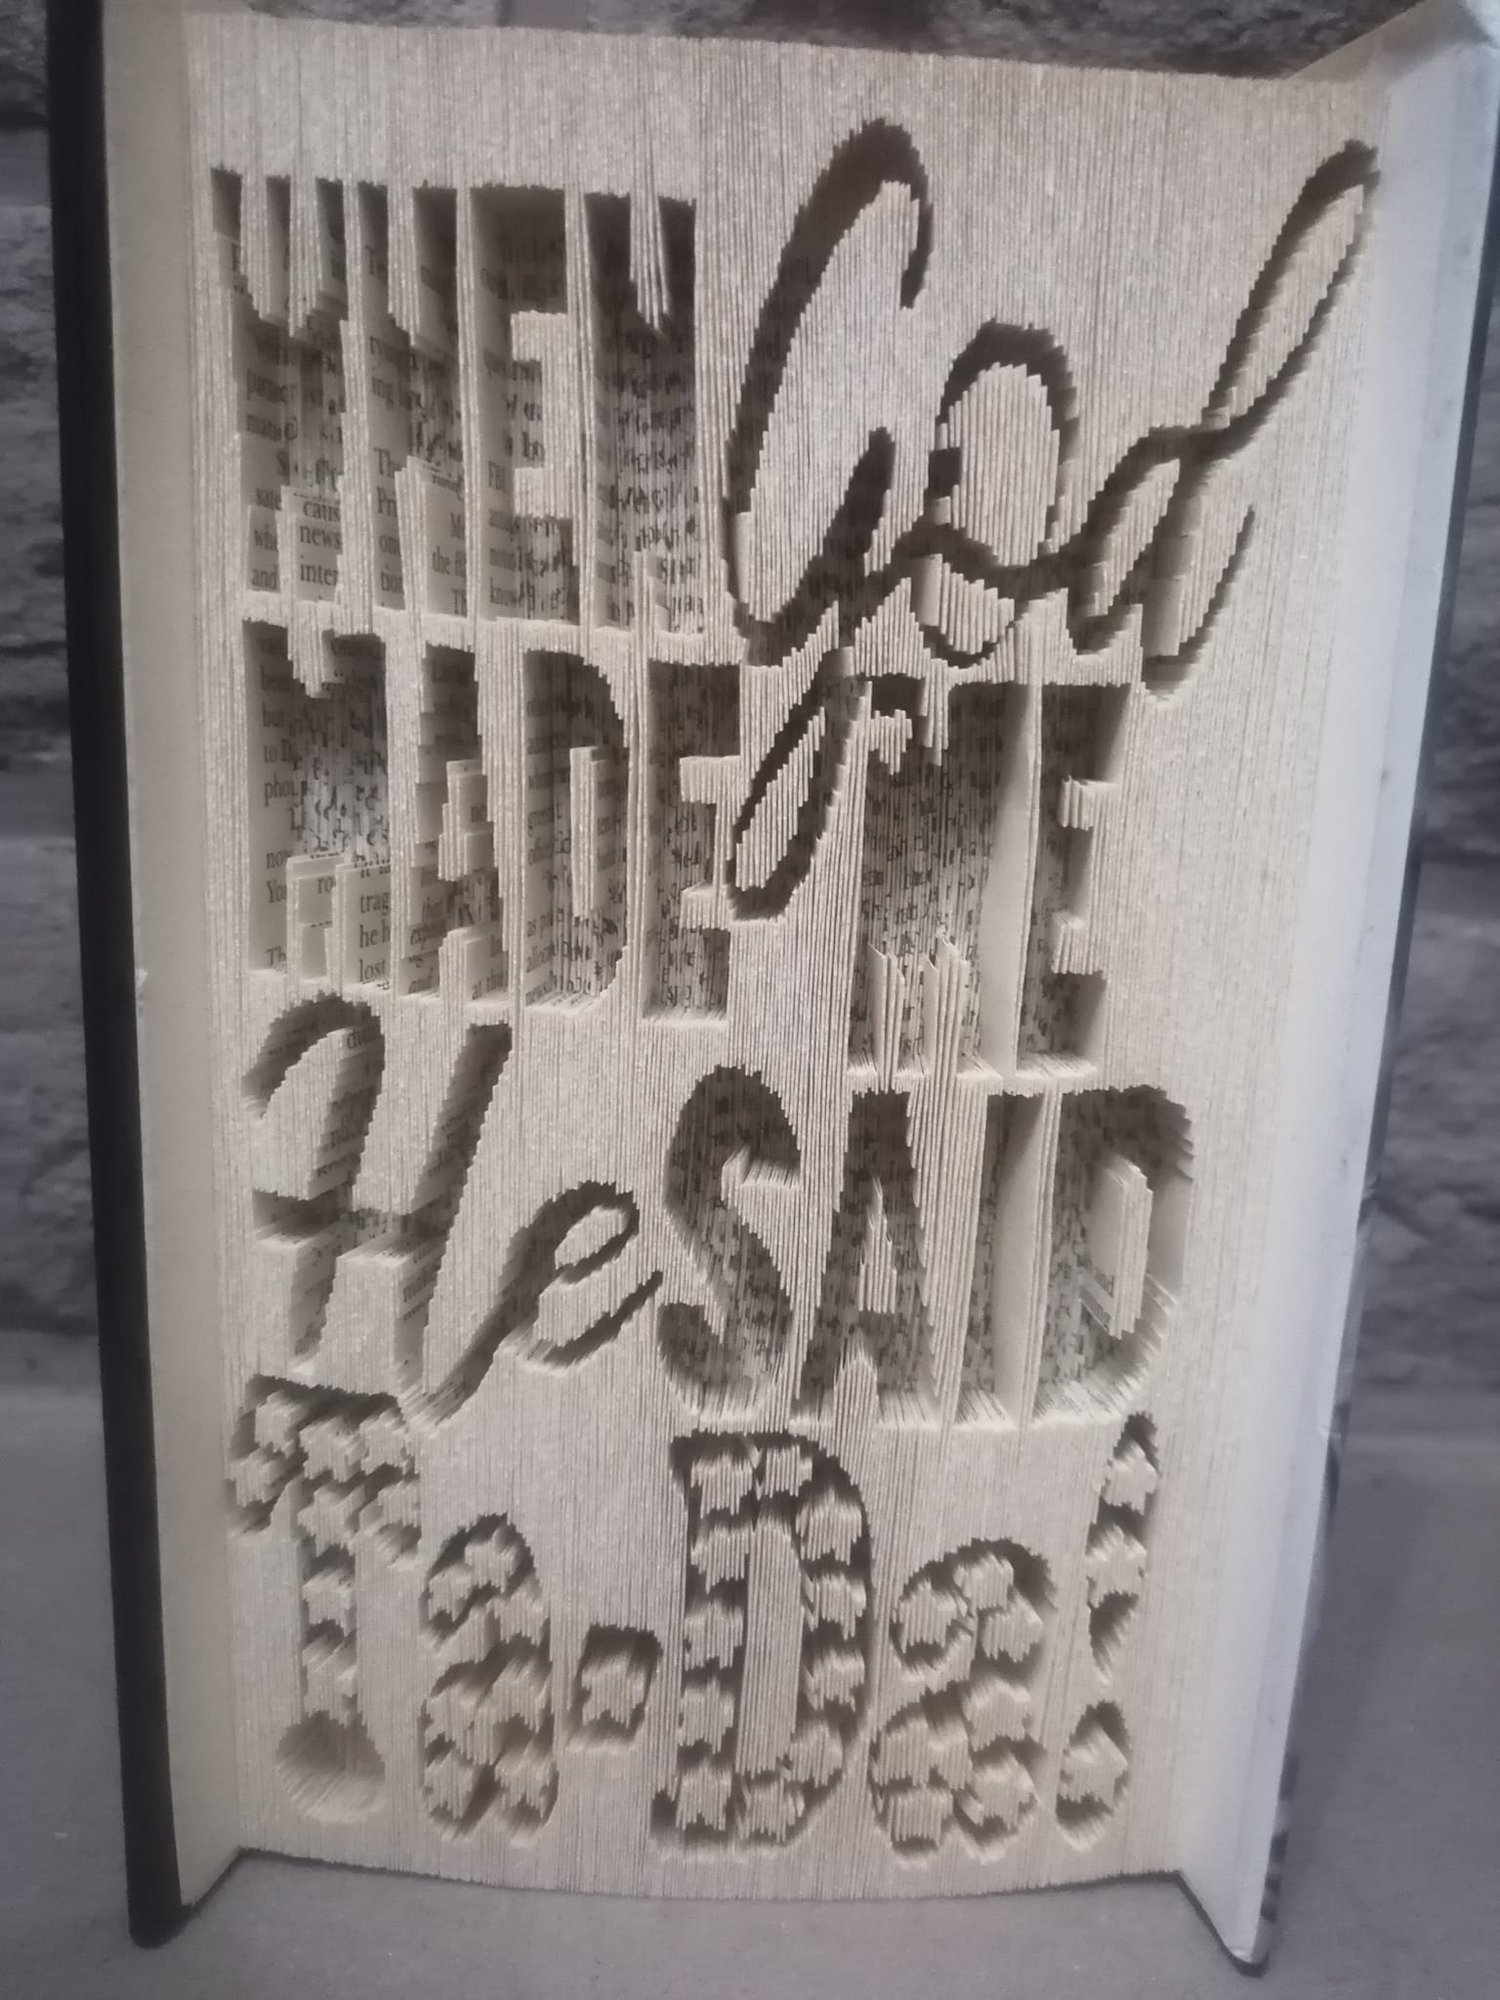 WHEN God
MADE ME
He SAID
Ta-Da!